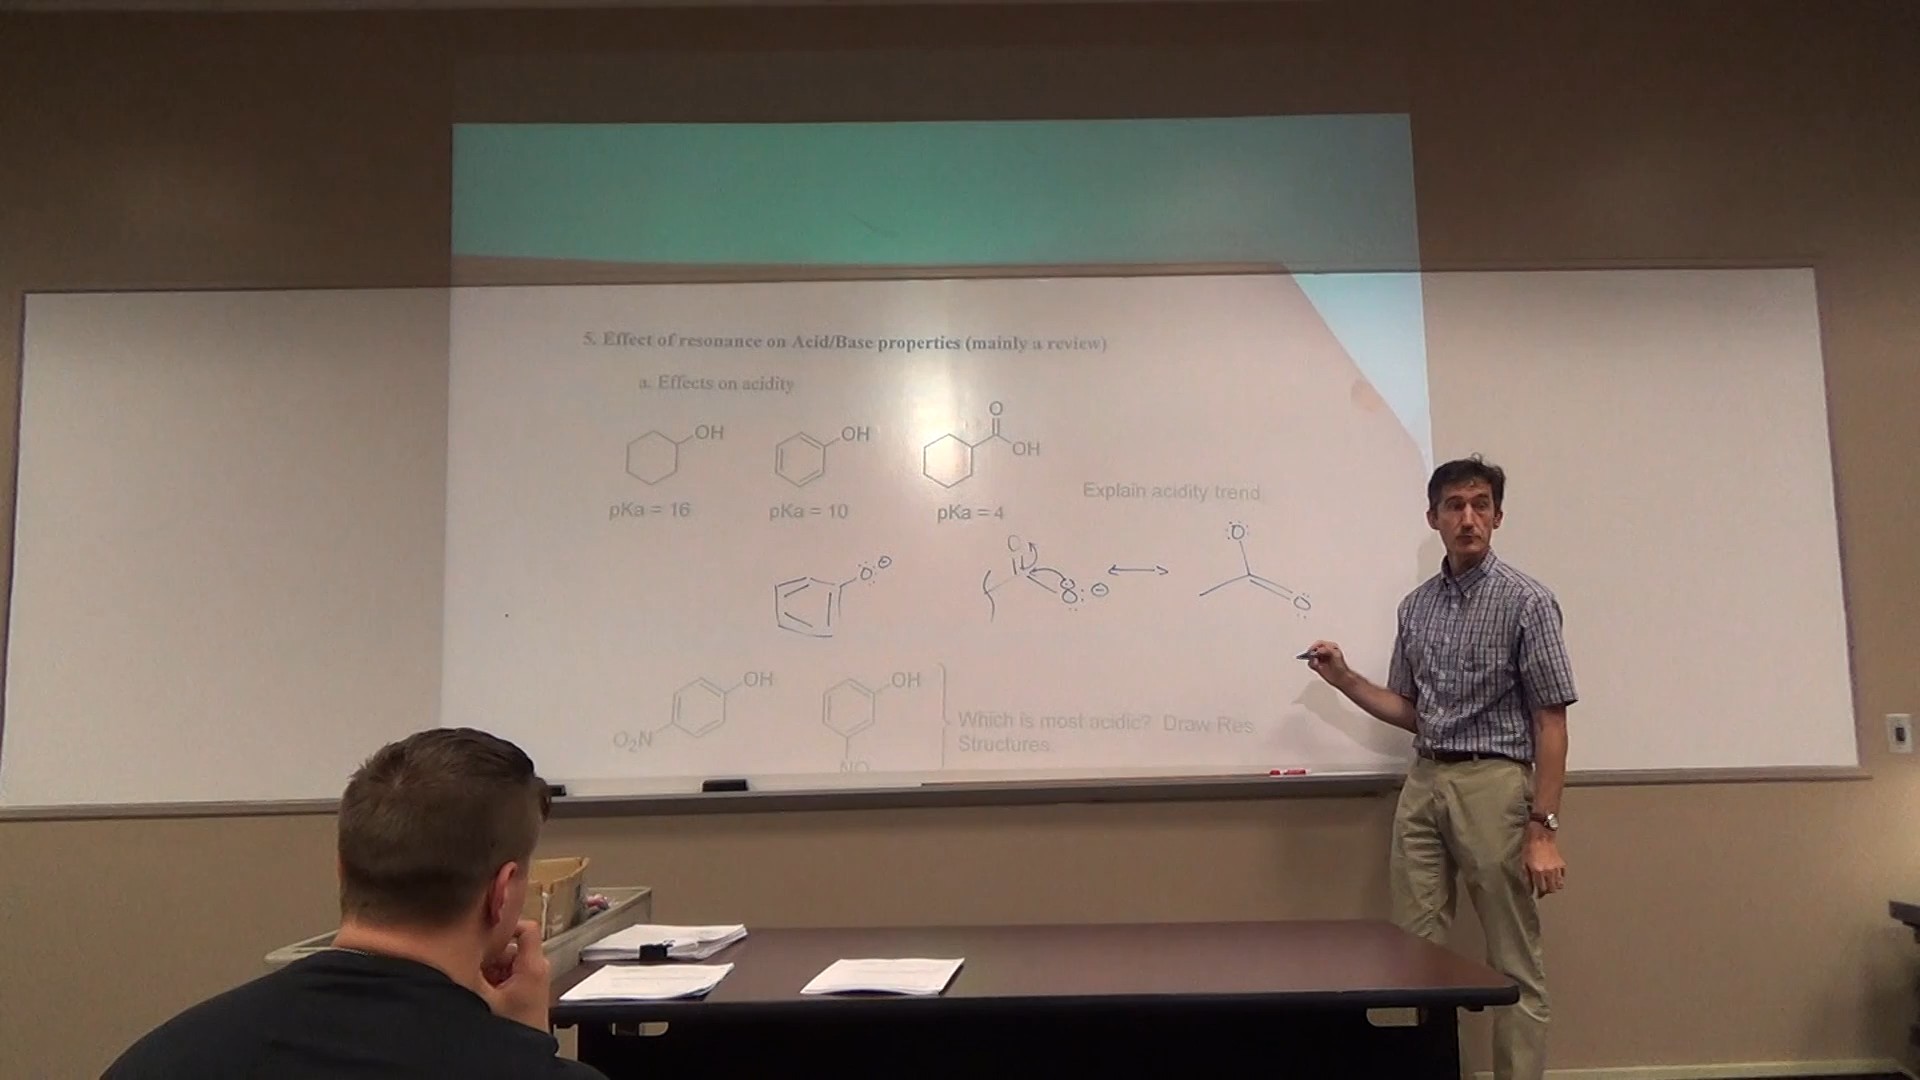 5. Effect of resonance on Acid/Base properties (mainly a review)
a. Effects on acidity
OH OH O
OH
pKa = 16 pKa = 10 pKa = 4
Explain acidity trend
O
O
O O
O
OH OH
O2N
NO
Which is most acidic? Draw Res
Structures.